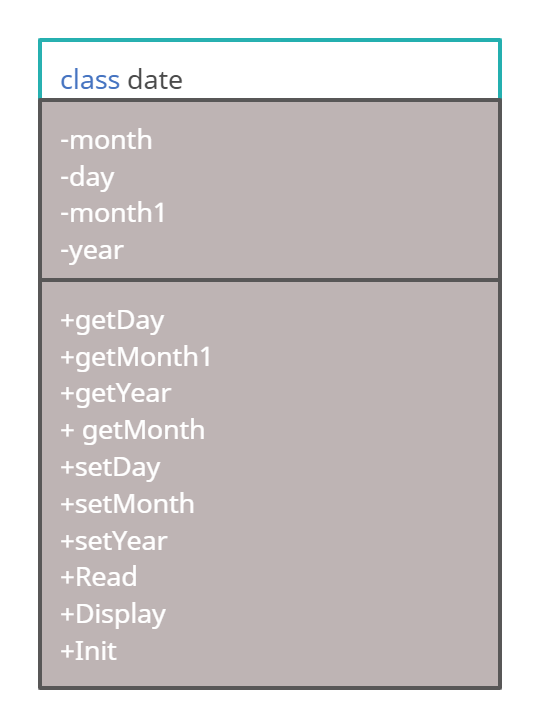 class date
-month
-day
-month1
-year
+getDay
+getMonth1
+getYear
+ getMonth
+setDay
+setMonth
+setYear
+Read
+Display
+Init